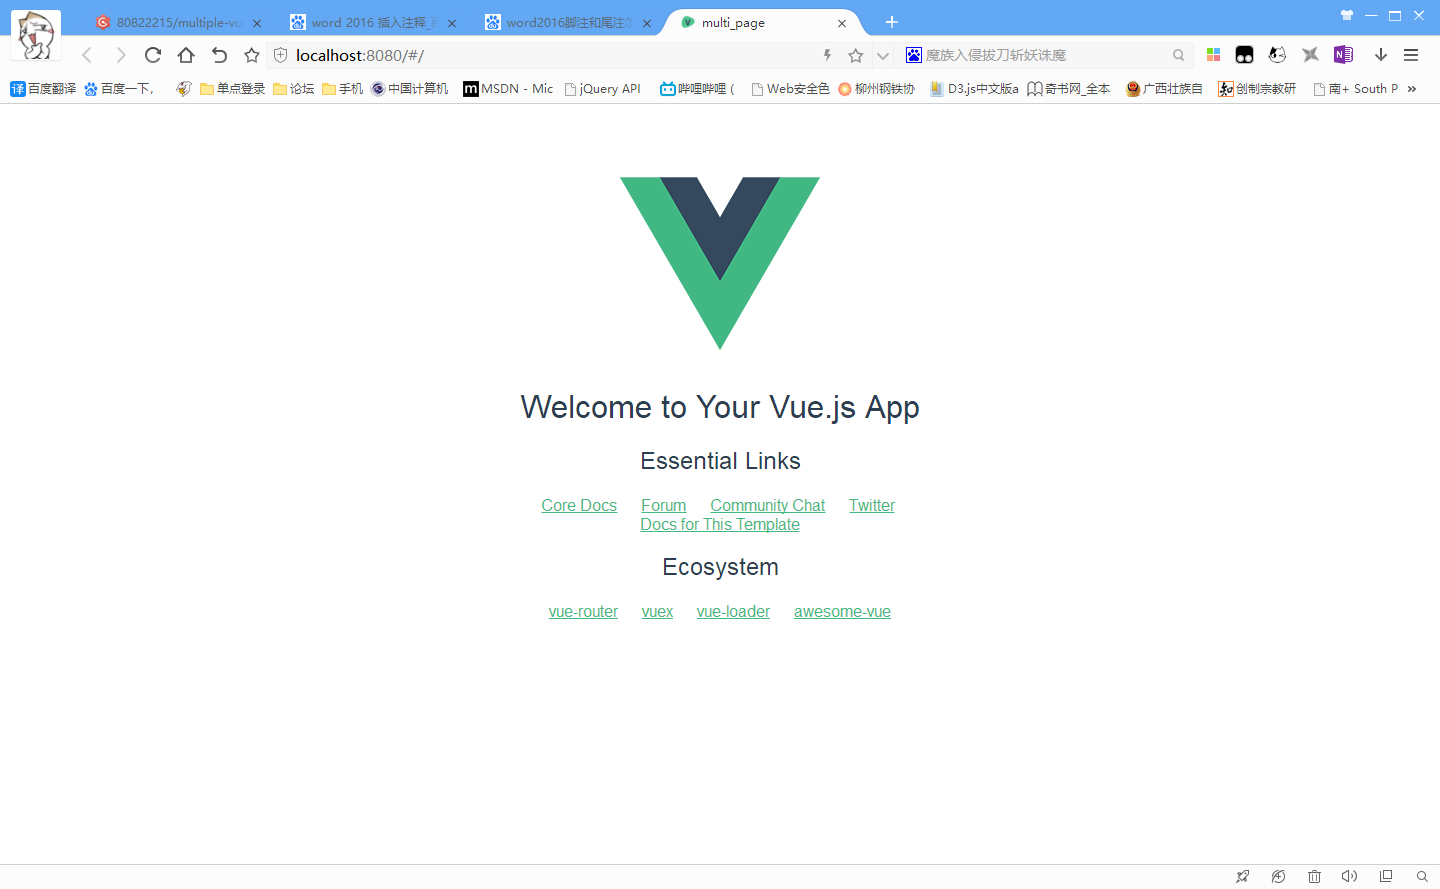 80822215/multiple-vu
word 2016 插入注释_
word2016脚注和尾注
multi_page
localhost:8080/#/
魔族入侵拔刀斩妖诛魔
译 百度翻译
百度一下,
单点登录
论坛
手机
中国计算机
m MSDN - Mic
jQuery API
哔哩哔哩 (
Web安全色
柳州钢铁协
D3.js中文版a
奇书网_全本
广西壮族自
创制宗教研
南+ South P
Welcome to Your Vue.js App
Essential Links
Core Docs Forum Community Chat Twitter
Docs for This Template
Ecosystem
vue-router vuex vue-loader awesome-vue